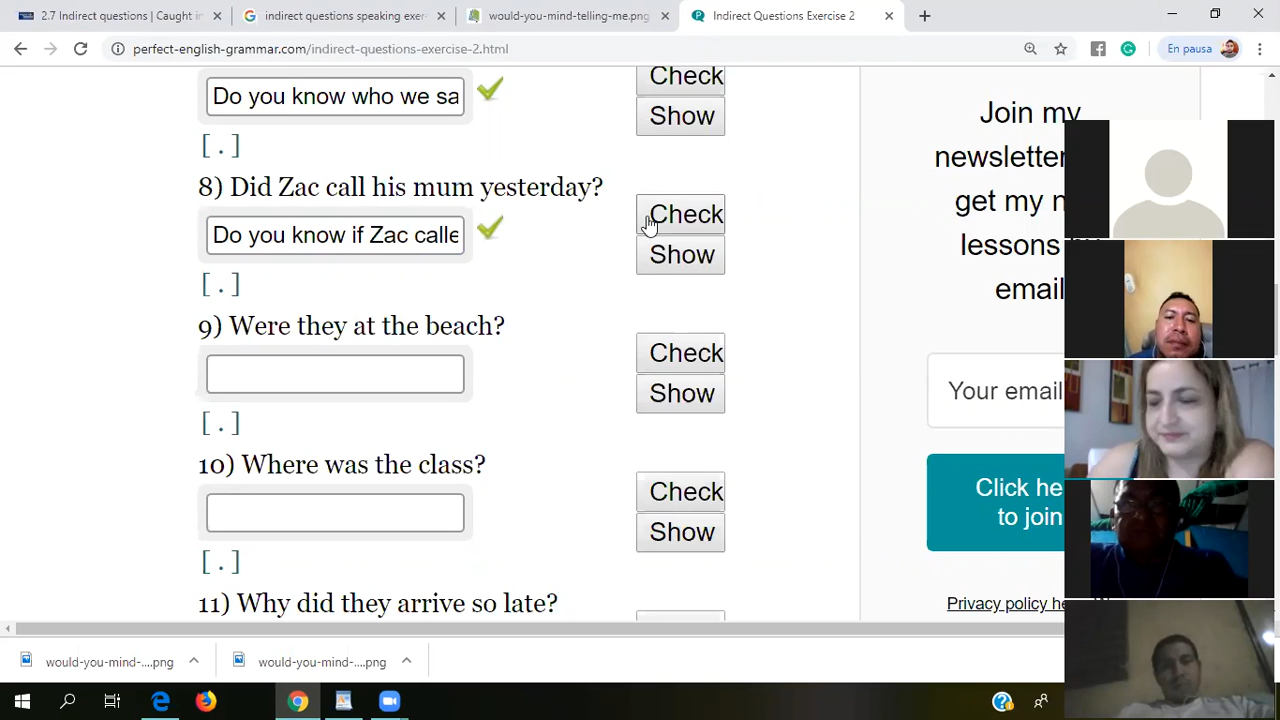 2.7 Indirect questions | Caught in
indirect questions speaking exer
would-you-mind-telling-me.png
Indirect Questions Exercise 2
perfect-english-grammar.com/indirect-questions-exercise-2.html
En pausa
Do you know who we sa
Check
Show
[ . ]
8) Did Zac call his mum yesterday?
Do you know if Zac calle
Check
Show
[ . ]
9) Were they at the beach?
Check
Show
[ . ]
10) Where was the class?
Check
Show
[ . ]
11) Why did they arrive so late?
Join my
newsletter
get my n
lessons
email
Your email
Click he
to join
Privacy policy he
would-you-mind-....png
would-you-mind-....png